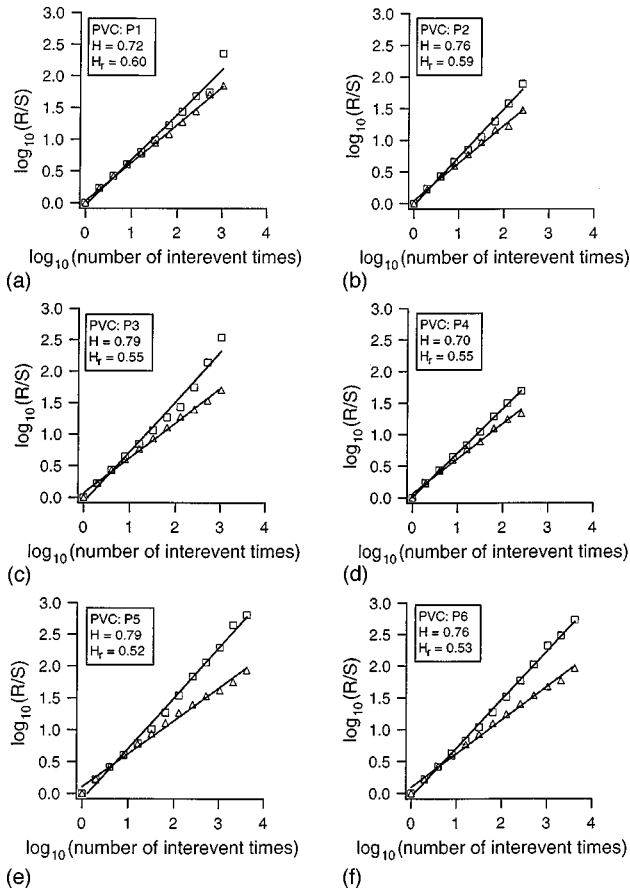 PVC: P1
H = 0.72
Hr = 0.60
log10(R/S)
3.0
2.5
2.0
1.5
1.0
0.5
0.0
0 1 2 3 4
log10(number of interevent times)
(a)
PVC: P2
H = 0.76
Hr = 0.59
log10(R/S)
3.0
2.5
2.0
1.5
1.0
0.5
0.0
0 1 2 3 4
log10(number of interevent times)
(b)
PVC: P3
H = 0.79
Hr = 0.55
log10(R/S)
3.0
2.5
2.0
1.5
1.0
0.5
0.0
0 1 2 3 4
log10(number of interevent times)
(c)
PVC: P4
H = 0.70
Hr = 0.55
log10(R/S)
3.0
2.5
2.0
1.5
1.0
0.5
0.0
0 1 2 3 4
log10(number of interevent times)
(d)
PVC: P5
H = 0.79
Hr = 0.52
log10(R/S)
3.0
2.5
2.0
1.5
1.0
0.5
0.0
0 1 2 3 4
log10(number of interevent times)
(e)
PVC: P6
H = 0.76
Hr = 0.53
log10(R/S)
3.0
2.5
2.0
1.5
1.0
0.5
0.0
0 1 2 3 4
log10(number of interevent times)
(f)